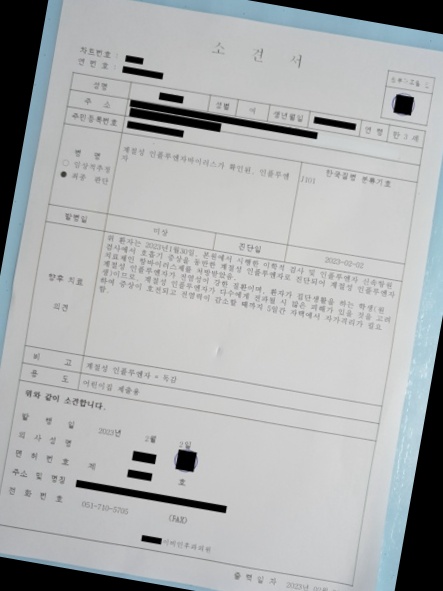 소 견 서
차트번호 :
연 번 호 :
성명
성별
여
생년월일
연 령
만 3 세
주 소
주민등록번호
병 명
○ 임상적추정
● 최종 판단
계절성 인플루엔자바이러스가 확인된, 인플루엔
자
한국질병 분류기호
J101
발병일
미상
진단일
2023-02-02
향후 치료
의견
위 환자는 2023년1월30일, 본원에서 시행한 이학적 검사 및 인플루엔자 신속항원
검사에서 호흡기 증상을 동반한 계절성 인플루엔자로 진단되어 계절성 인플루엔자
치료제인 항바이러스제를 처방받았음.
계절성 인플루엔자가 전염성이 강한 질환이며, 환자가 집단생활을 하는 학생(원
생)이므로, 계절성 인플루엔자가 다수에게 전파될 시 많은 피해가 있을 것을 고려
하여 증상이 호전되고 전염력이 감소할 때까지 5일간 자택에서 자가격리가 필요
함.
비 고
계절성 인플루엔자 = 독감
용 도
어린이집 제출용
위와 같이 소견합니다.
발 행 일
2023년 2월 2일
의 사 성 명
면 허 번 호
제 호
주소 및 명칭
전 화 번 호
051-710-5705
(FAX)
이비인후과의원
출 력 일 자
2023년